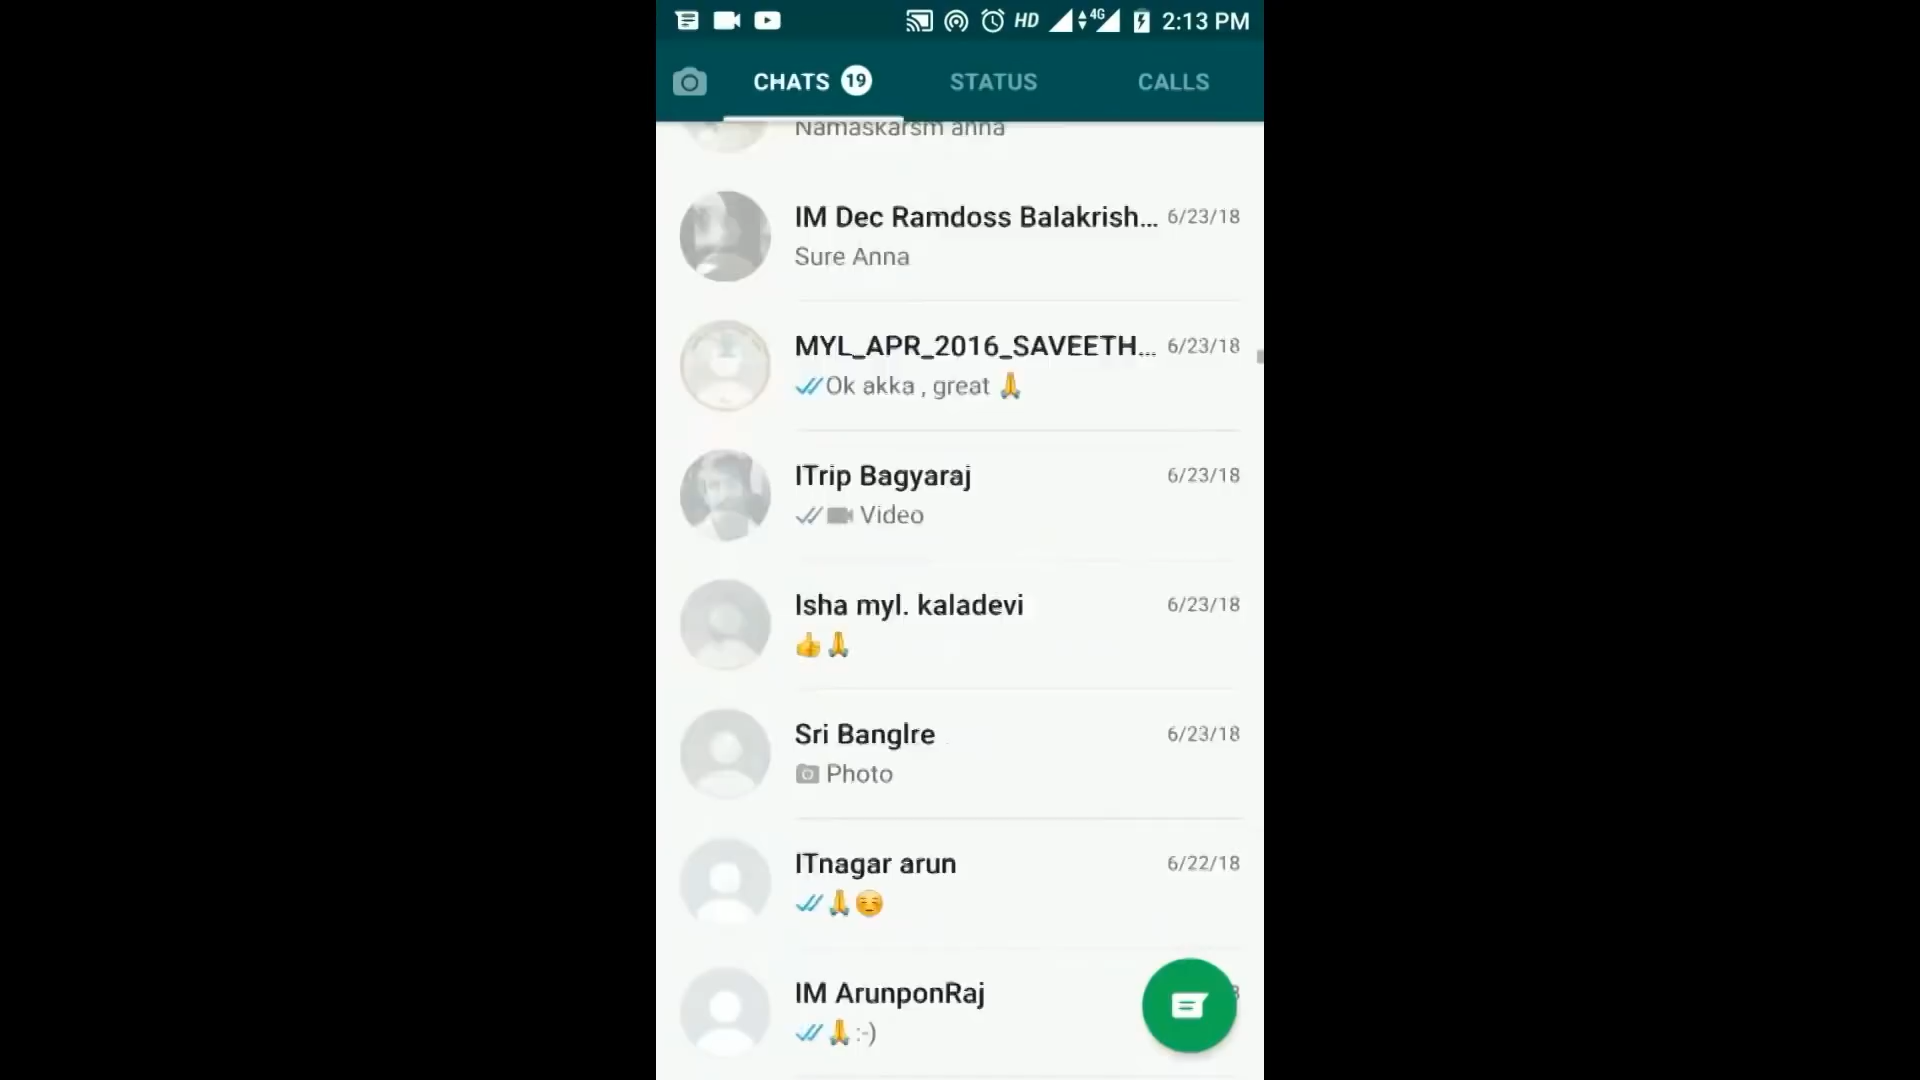 HD 4G 2:13 PM
CHATS 19 STATUS CALLS
Namaskarsm anna
IM Dec Ramdoss Balakrish... 6/23/18
Sure Anna
MYL_APR_2016_SAVEETH... 6/23/18
Ok akka , great 🙏
ITrip Bagyaraj 6/23/18
Video
Isha myl. kaladevi 6/23/18
👍🙏
Sri Banglre 6/23/18
Photo
ITnagar arun 6/22/18
🙏☺️
IM ArunponRaj
🙏 :-)